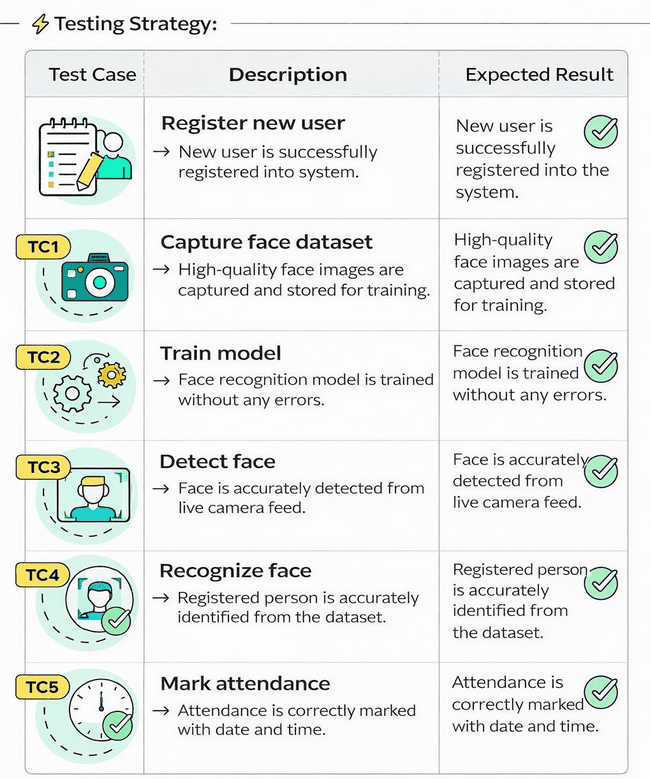 ⚡ Testing Strategy:
Test Case Description Expected Result
Register new user
→ New user is successfully
registered into system.
New user is
successfully
registered into the
system.
TC1
Capture face dataset
→ High-quality face images are
captured and stored for training.
High-quality
face images are
captured and stored
for training.
TC2
Train model
→ Face recognition model is trained
without any errors.
Face recognition
model is trained
without any errors.
TC3
Detect face
→ Face is accurately detected from
live camera feed.
Face is accurately
detected from
live camera feed.
TC4
Recognize face
→ Registered person is accurately
identified from the dataset.
Registered person
is accurately
identified from
the dataset.
TC5
Mark attendance
→ Attendance is correctly marked
with date and time.
Attendance is
correctly marked
with date and time.